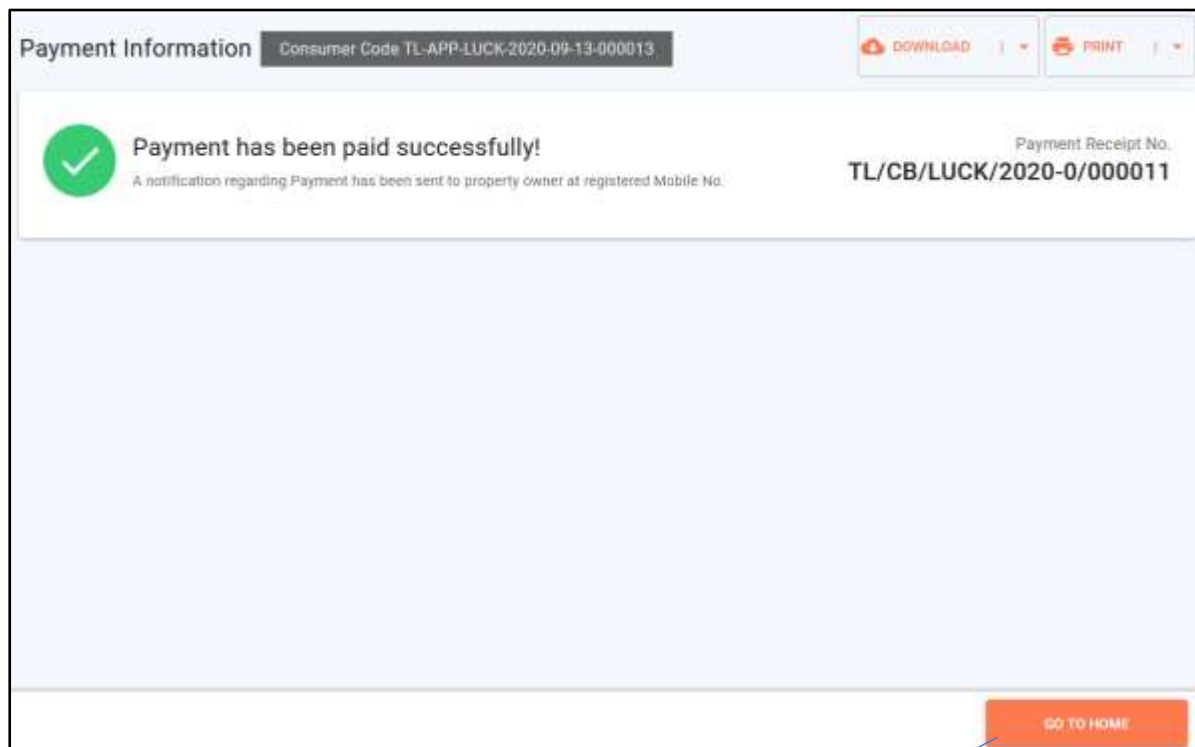 Payment Information Consumer Code TL-APP-LUCK-2020-09-13-000013 DOWNLOAD PRINT
Payment has been paid successfully!
A notification regarding Payment has been sent to property owner at registered Mobile No.
Payment Receipt No.
TL/CB/LUCK/2020-0/000011
GO TO HOME